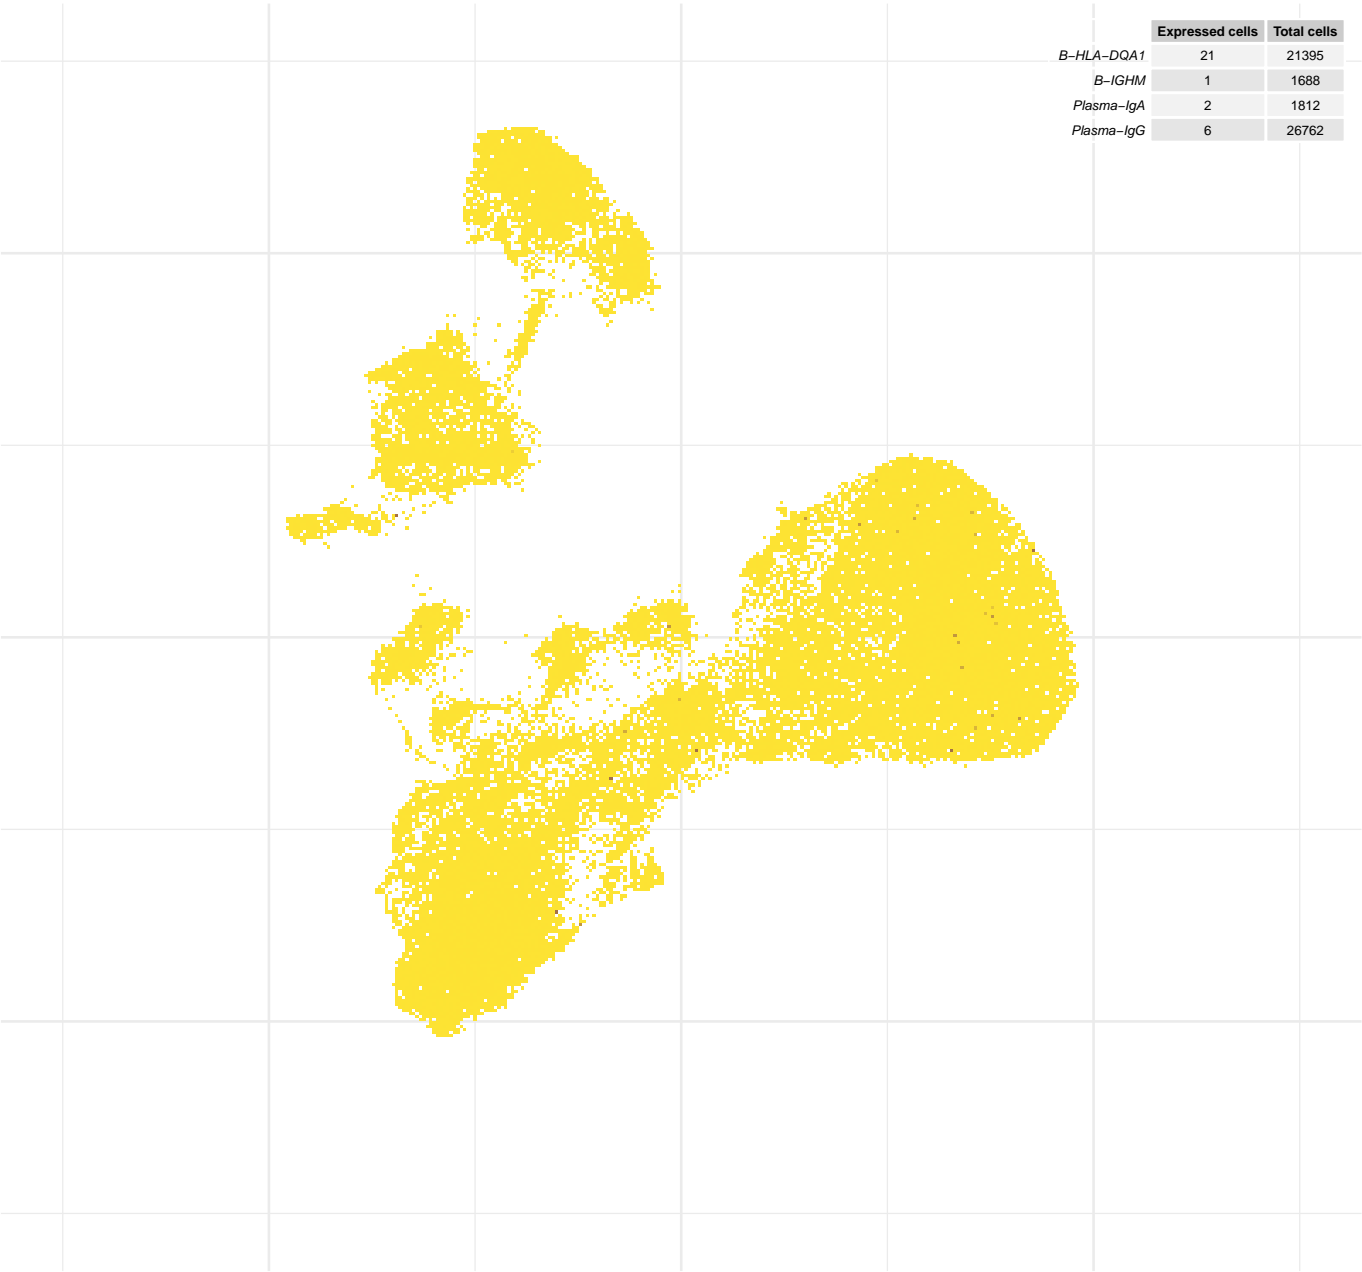 Expressed cells Total cells
B−HLA−DQA1 21 21395
B−IGHM 1 1688
Plasma−IgA 2 1812
Plasma−IgG 6 26762